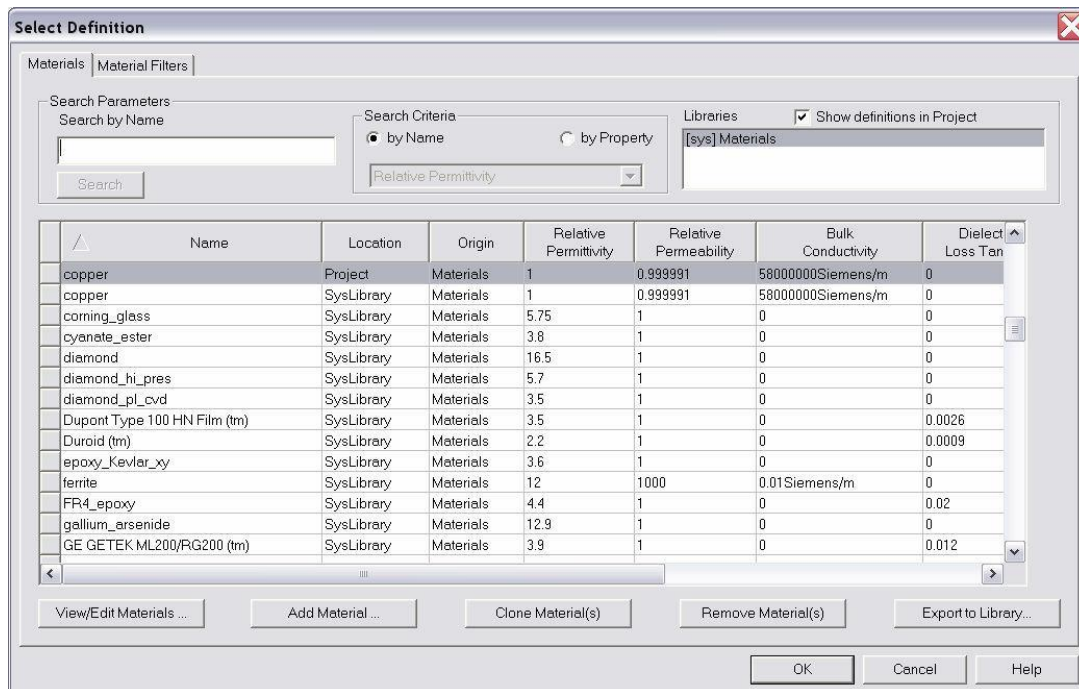 Select Definition
Materials Material Filters
Search Parameters
Search by Name
Search
Search Criteria
by Name by Property
Relative Permittivity
Libraries Show definitions in Project
[sys] Materials
Name Location Origin Relative Permittivity Relative Permeability Bulk Conductivity Dielect Loss Tan
copper Project Materials 1 0.999991 58000000Siemens/m 0
copper SysLibrary Materials 1 0.999991 58000000Siemens/m 0
corning_glass SysLibrary Materials 5.75 1 0 0
cyanate_ester SysLibrary Materials 3.8 1 0 0
diamond SysLibrary Materials 16.5 1 0 0
diamond_hi_pres SysLibrary Materials 5.7 1 0 0
diamond_pl_cvd SysLibrary Materials 3.5 1 0 0
Dupont Type 100 HN Film (tm) SysLibrary Materials 3.5 1 0 0.0026
Duroid (tm) SysLibrary Materials 2.2 1 0 0.0009
epoxy_Kevlar_xy SysLibrary Materials 3.6 1 0 0
ferrite SysLibrary Materials 12 1000 0.01Siemens/m 0
FR4_epoxy SysLibrary Materials 4.4 1 0 0.02
gallium_arsenide SysLibrary Materials 12.9 1 0 0
GE GETEK ML200/RG200 (tm) SysLibrary Materials 3.9 1 0 0.012
View/Edit Materials ... Add Material ... Clone Material(s) Remove Material(s) Export to Library...
OK Cancel Help